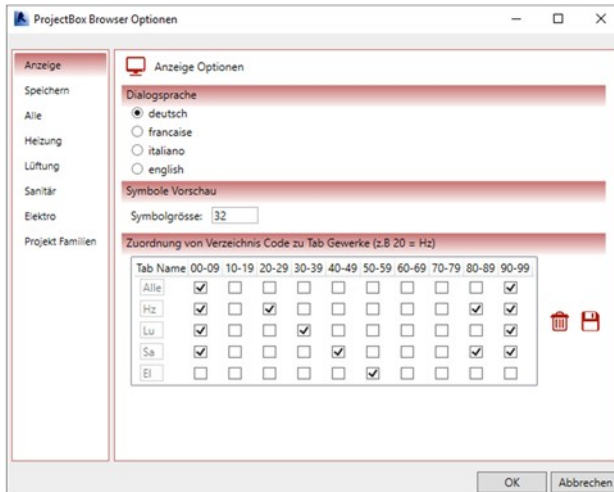 ProjectBox Browser Options
Anzeige
Speichern
Alle
Heizung
Lüftung
Sanitär
Elektro
Projekt Familien
Anzeige Optionen
Dialogsprache
deutsch
francaise
italiano
english
Symbole Vorschau
Symbolgrösse: 32
Zuordnung von Verzeichnis Code zu Tab Gewerke (z.B 20 = Hz)
Tab Name 00-09 10-19 20-29 30-39 40-49 50-59 60-69 70-79 80-89 90-99
Alle
Hz
Lu
Sa
El
OK Abbrechen